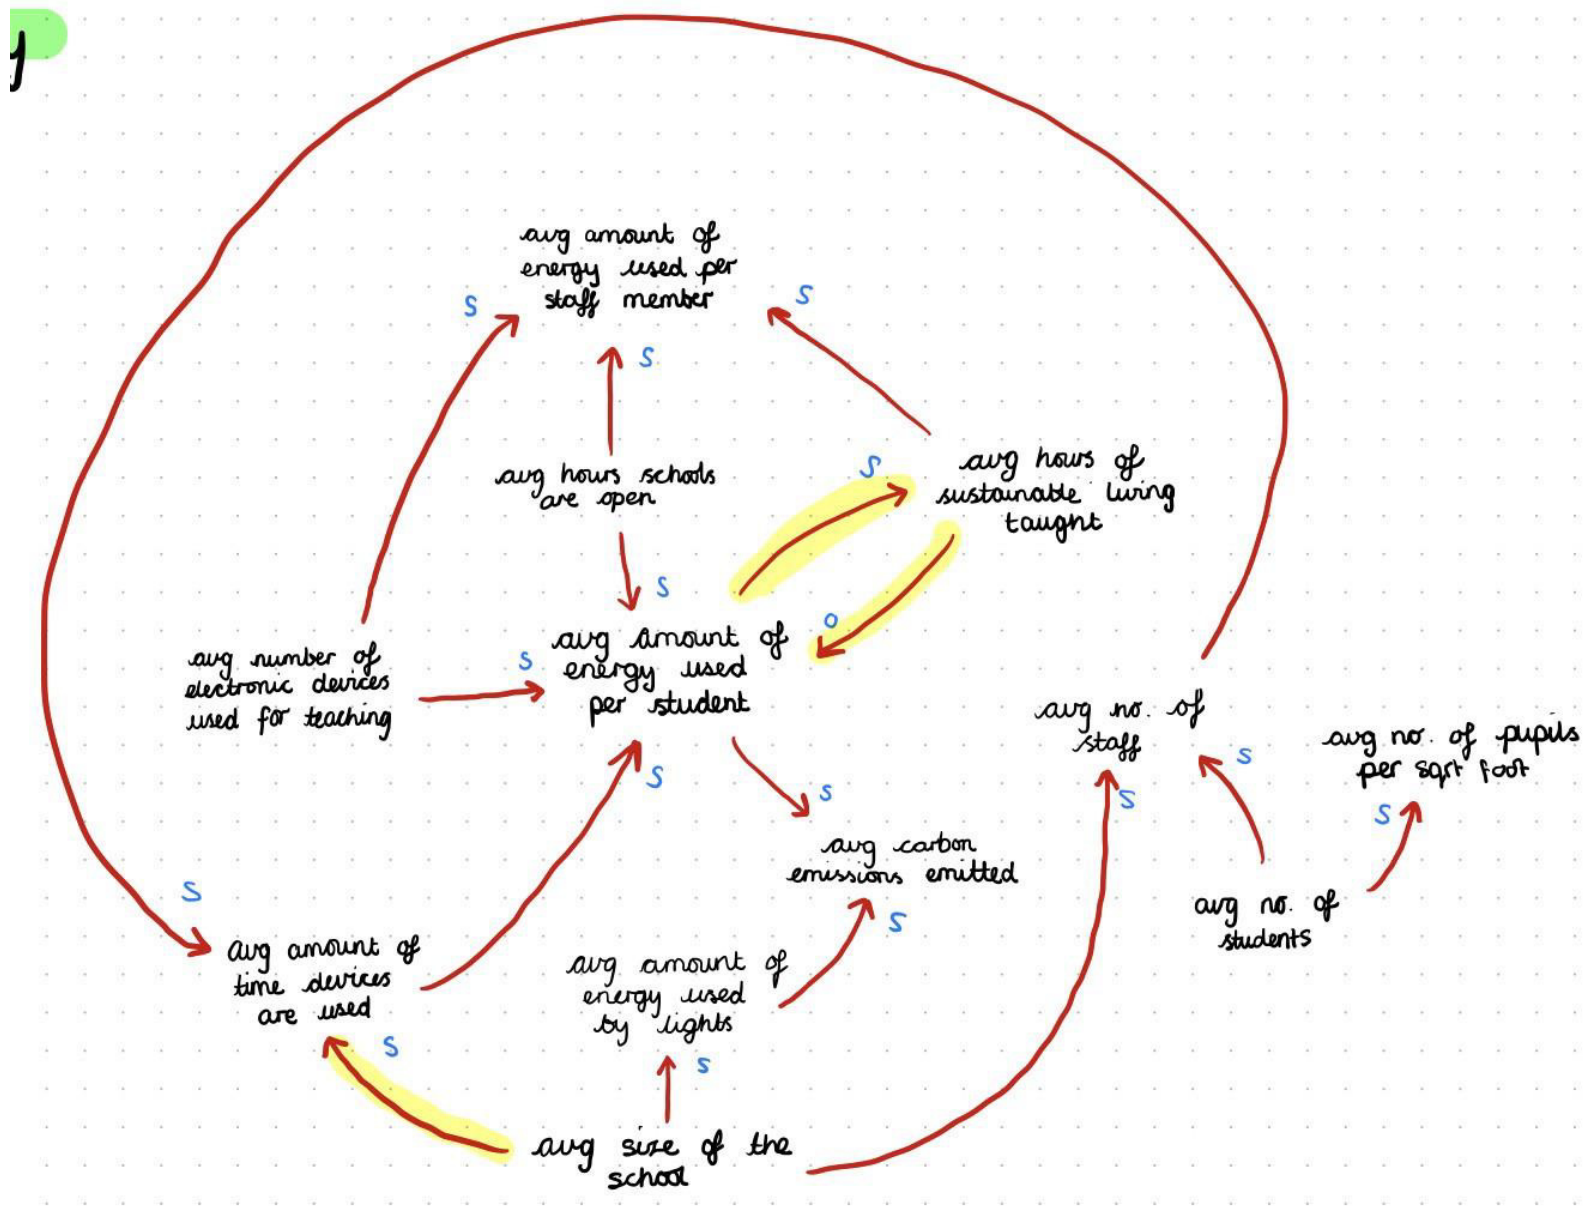 y
avg amount of
energy used per
staff member
S
S
S
avg hours schools
are open
S
avg hours of
sustainable living
taught
S
o
avg number of
electronic devices
used for teaching
S
avg amount of
energy used
per student
avg no. of
staff
S
S
avg no. of pupils
per sqrt foot
S
S
S
avg carbon
emissions emitted
S
avg no. of
students
S
avg amount of
time devices
are used
S
avg amount of
energy used
by lights
S
avg size of the
school